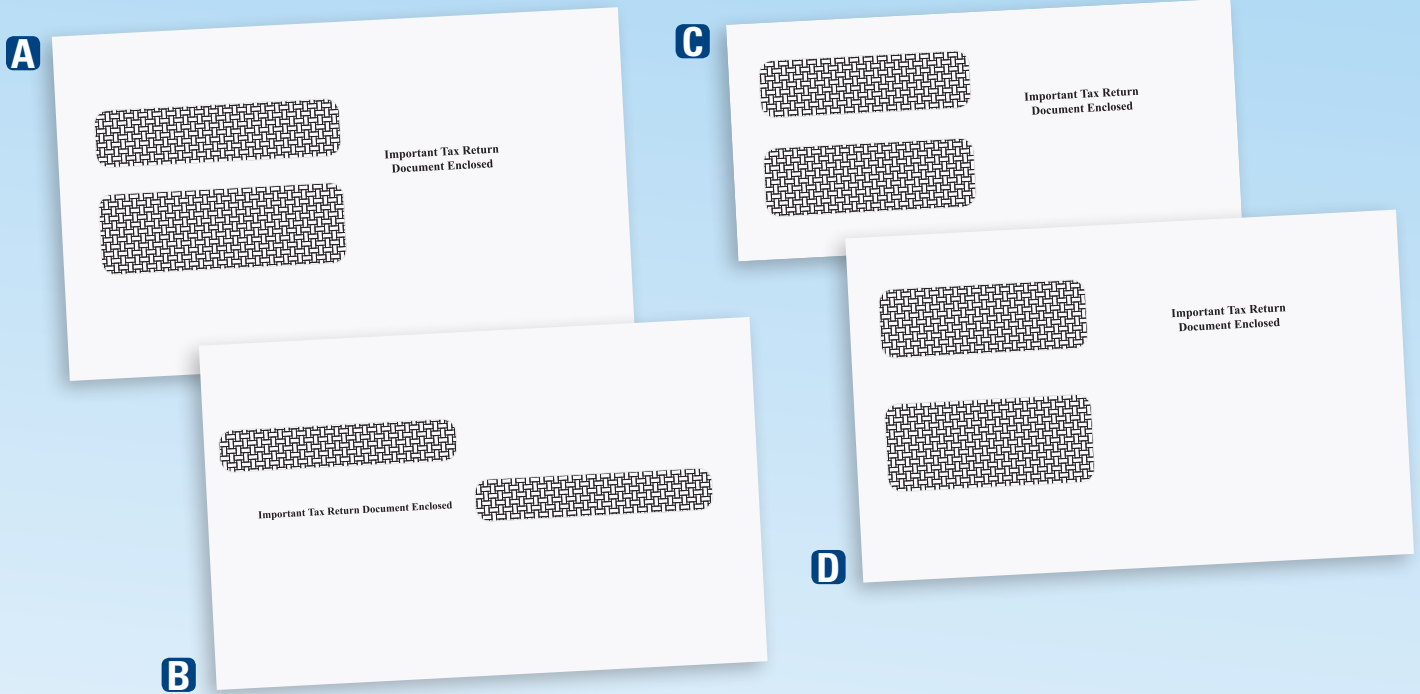 A
Important Tax Return
Document Enclosed
B
Important Tax Return Document Enclosed
C
Important Tax Return
Document Enclosed
D
Important Tax Return
Document Enclosed